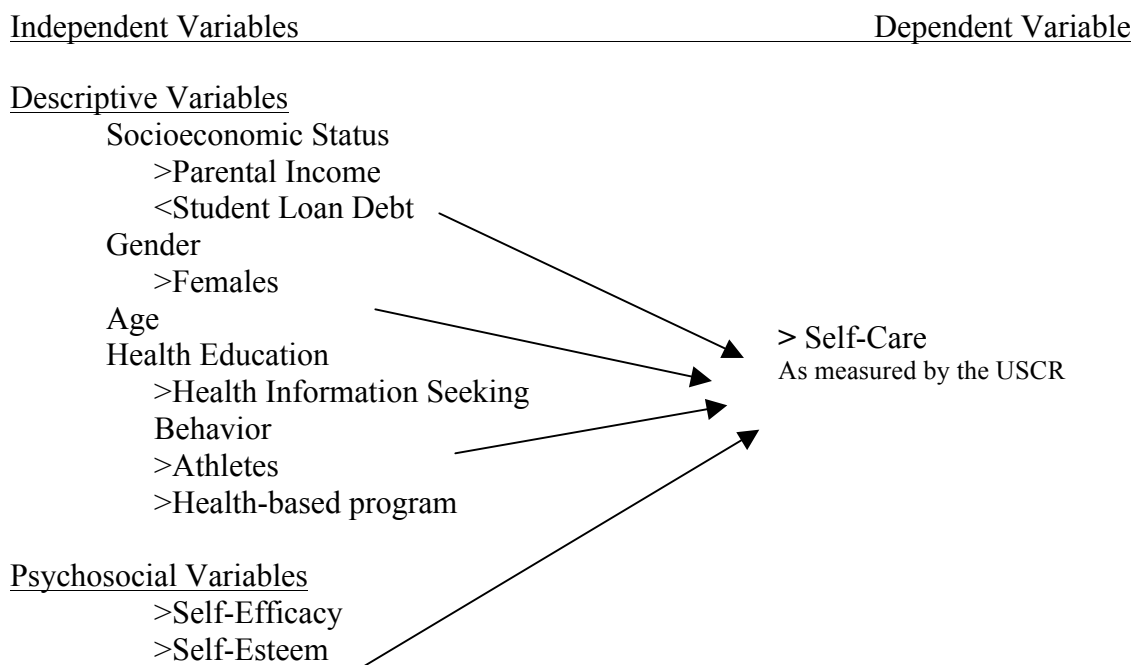 Independent Variables Dependent Variable
Descriptive Variables
Socioeconomic Status
>Parental Income
<Student Loan Debt
Gender
>Females
Age
Health Education
>Health Information Seeking
Behavior
>Athletes
>Health-based program
> Self-Care
As measured by the USCR
Psychosocial Variables
>Self-Efficacy
>Self-Esteem